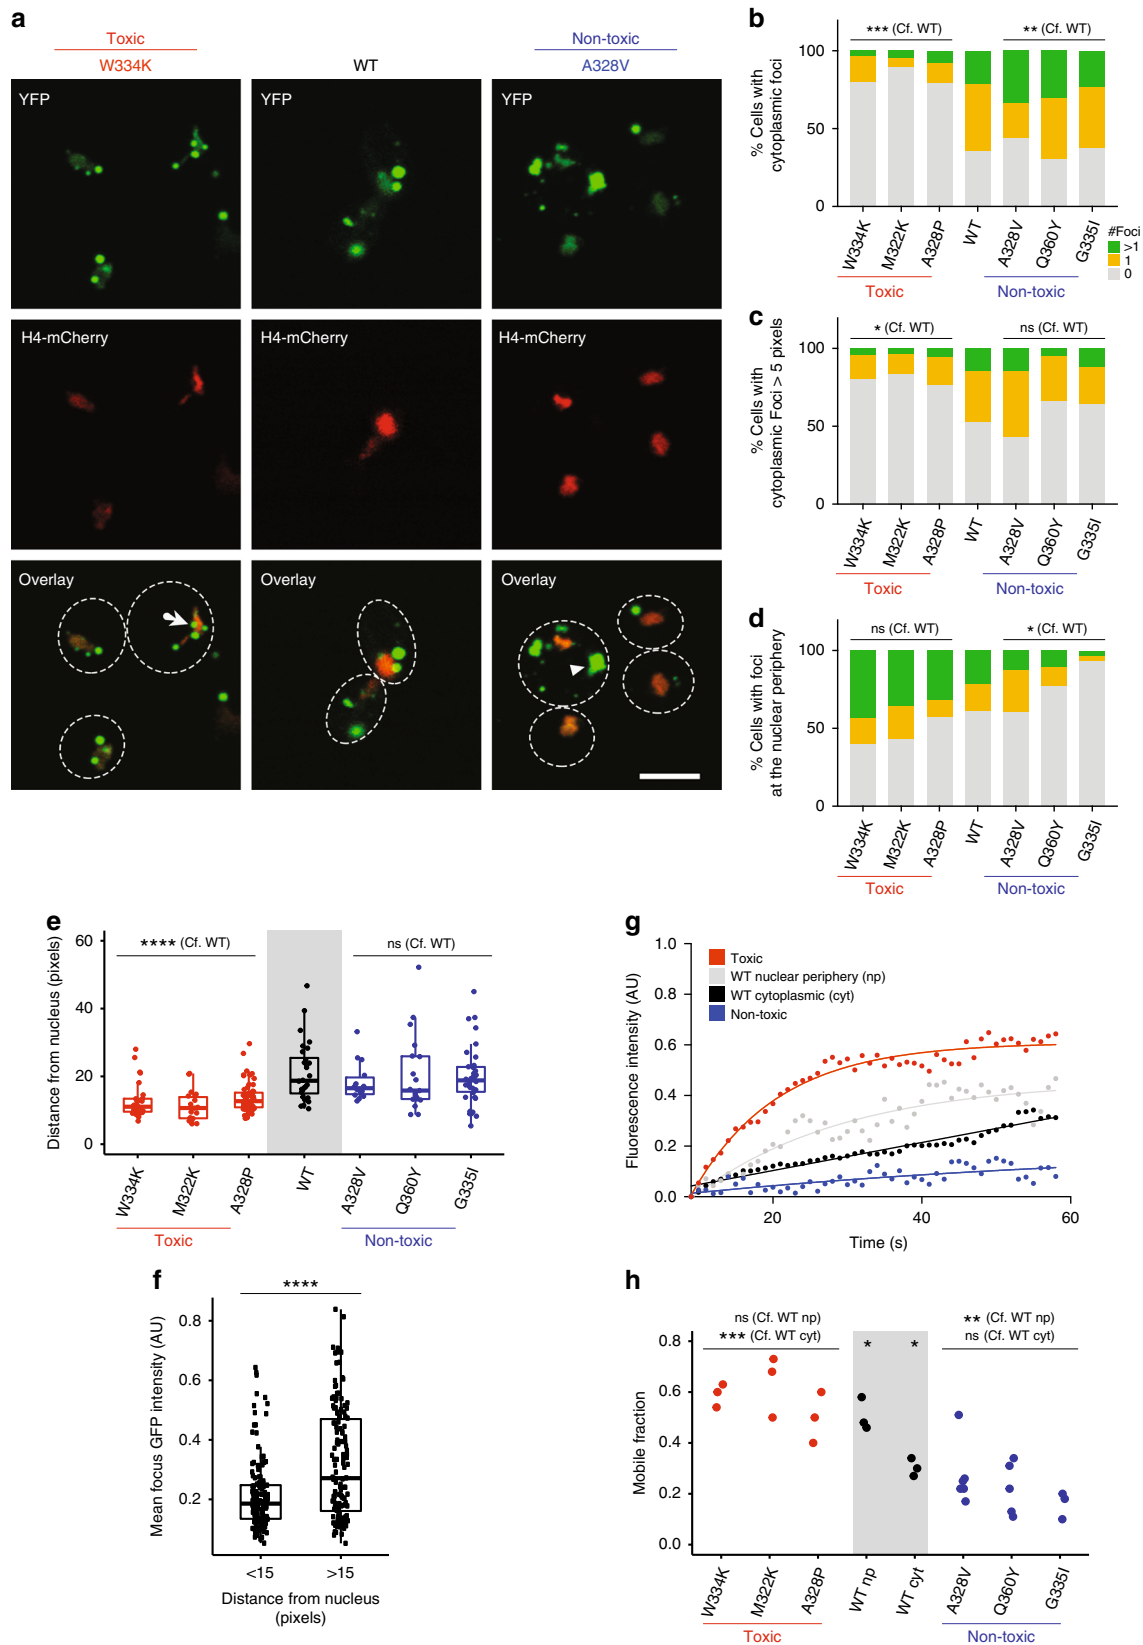 a
Toxic
W334K
WT
Non-toxic
A328V
YFP
YFP
YFP
H4-mCherry
H4-mCherry
H4-mCherry
Overlay
Overlay
Overlay
b
*** (Cf. WT)
** (Cf. WT)
% Cells with
cytoplasmic foci
100
50
0
W334K
M322K
A328P
WT
A328V
Q360Y
G335I
Toxic
Non-toxic
#Foci
>1
1
0
c
* (Cf. WT)
ns (Cf. WT)
% Cells with
cytoplasmic Foci > 5 pixels
100
50
0
W334K
M322K
A328P
WT
A328V
Q360Y
G335I
Toxic
Non-toxic
d
ns (Cf. WT)
* (Cf. WT)
% Cells with foci
at the nuclear periphery
100
50
0
W334K
M322K
A328P
WT
A328V
Q360Y
G335I
Toxic
Non-toxic
e
**** (Cf. WT)
ns (Cf. WT)
Distance from nucleus (pixels)
60
40
20
0
W334K
M322K
A328P
WT
A328V
Q360Y
G335I
Toxic
Non-toxic
f
****
Mean focus GFP intensity (AU)
0.8
0.6
0.4
0.2
<15
>15
Distance from nucleus
(pixels)
g
Toxic
WT nuclear periphery (np)
WT cytoplasmic (cyt)
Non-toxic
Fluorescence intensity (AU)
1.0
0.8
0.6
0.4
0.2
0.0
20
40
60
Time (s)
h
ns (Cf. WT np)
*** (Cf. WT cyt)
** (Cf. WT np)
ns (Cf. WT cyt)
*
*
Mobile fraction
0.8
0.6
0.4
0.2
0.0
W334K
M322K
A328P
WT np
WT cyt
A328V
Q360Y
G335I
Toxic
Non-toxic